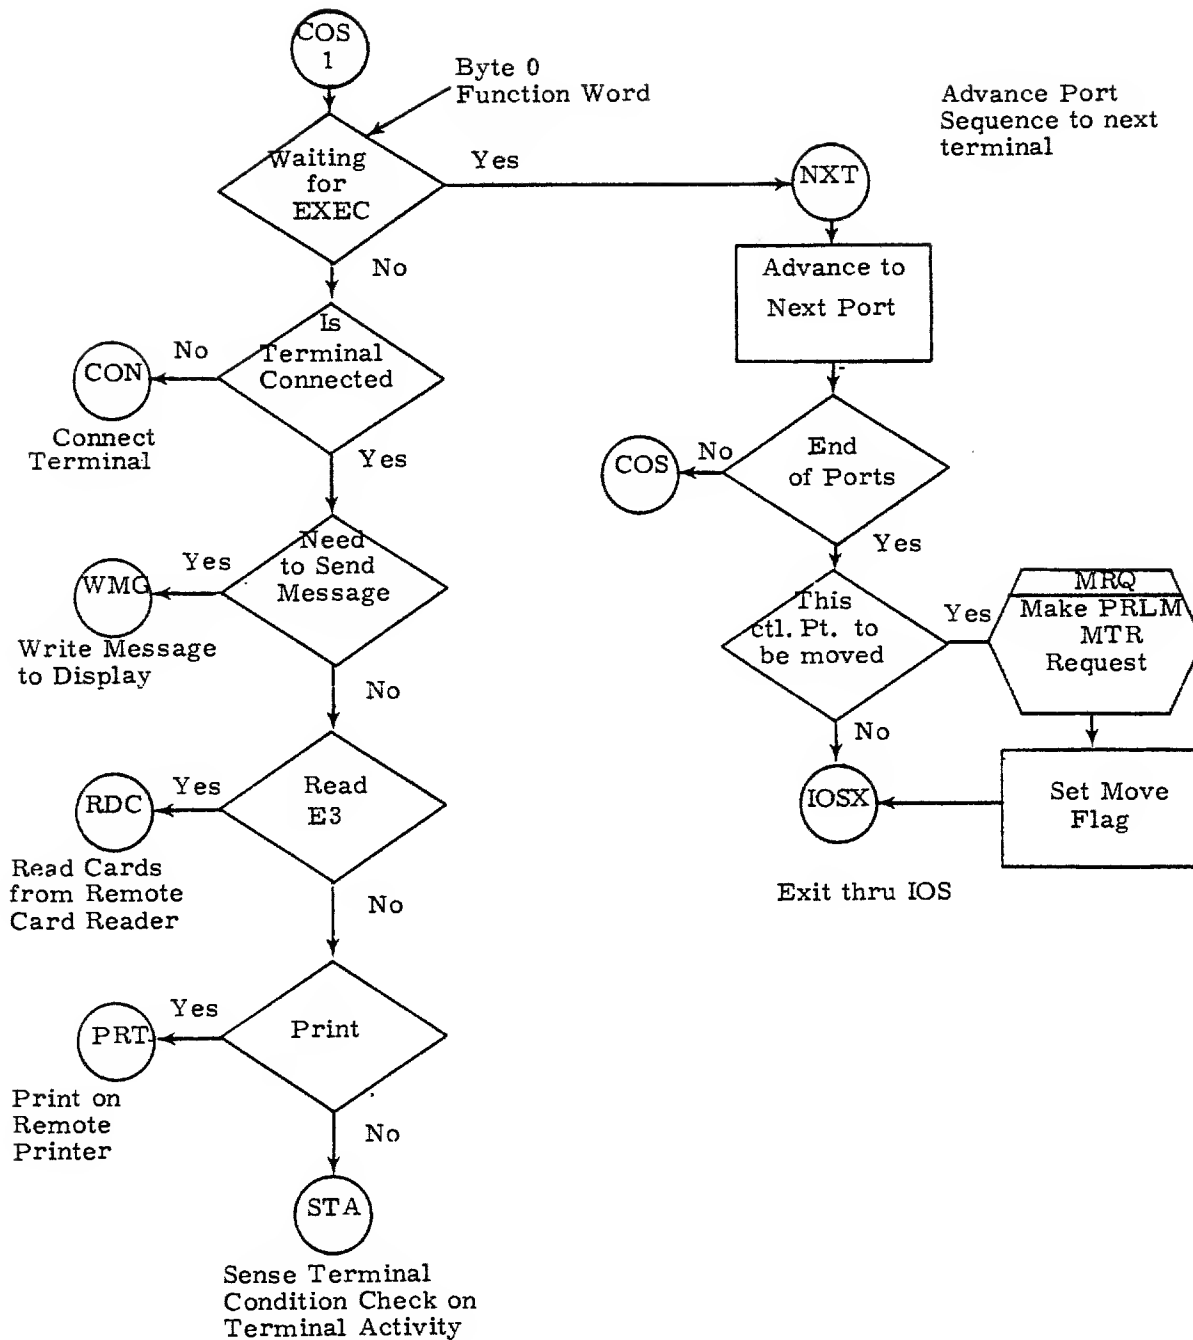 COS
1
Byte 0
Function Word
Advance Port
Sequence to next
terminal
Waiting
for
EXEC
Yes
NXT
No
Advance to
Next Port
Is
Terminal
Connected
No
CON
Connect
Terminal
Yes
End
of Ports
No
COS
Yes
Need
to Send
Message
Yes
WMG
Write Message
to Display
No
This
ctl. Pt. to
be moved
Yes
MRQ
Make PRLM
MTR
Request
No
IOSX
Set Move
Flag
Exit thru IOS
Read
E3
Yes
RDC
Read Cards
from Remote
Card Reader
No
Print
Yes
PRT
Print on
Remote
Printer
No
STA
Sense Terminal
Condition Check on
Terminal Activity